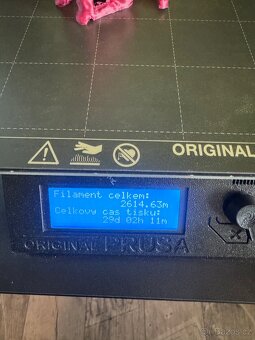 ORIGINAL
Filament celkem:
2614.63m
Celkovy cas tisku:
29d 02h 11m
ORIGINAL PRUSA